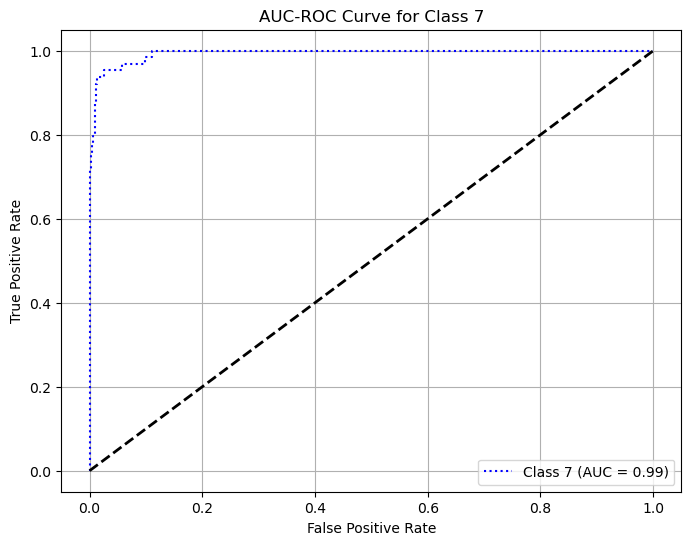 AUC-ROC Curve for Class 7
True Positive Rate
1.0
0.8
0.6
0.4
0.2
0.0
Class 7 (AUC = 0.99)
0.0 0.2 0.4 0.6 0.8 1.0
False Positive Rate